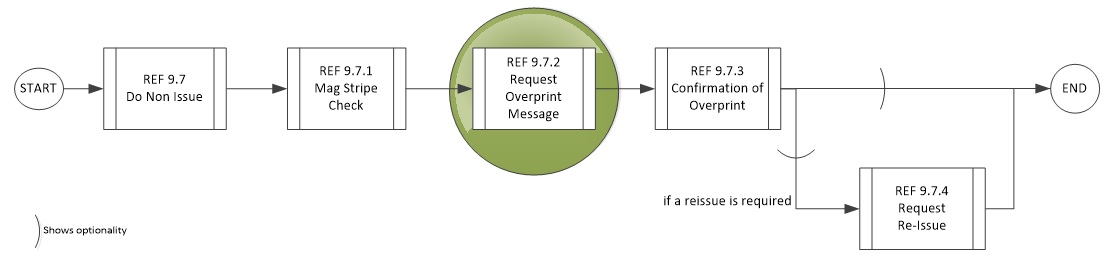 START
REF 9.7
Do Non Issue
REF 9.7.1
Mag Stripe
Check
REF 9.7.2
Request
Overprint
Message
REF 9.7.3
Confirmation of
Overprint
END
if a reissue is required
REF 9.7.4
Request
Re-Issue
Shows optionality